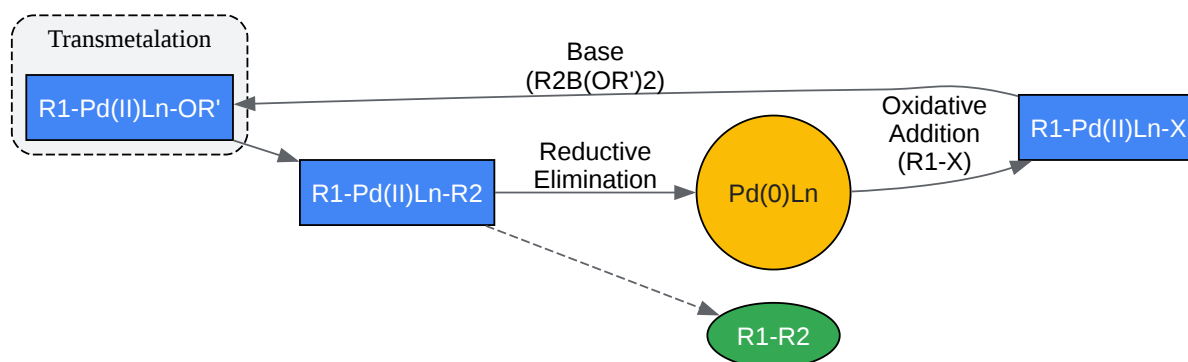 Transmetalation
R1-Pd(II)Ln-OR'
Base
(R2B(OR')2)
Oxidative
Addition
(R1-X)
R1-Pd(II)Ln-X
R1-Pd(II)Ln-R2
Reductive
Elimination
Pd(0)Ln
R1-R2